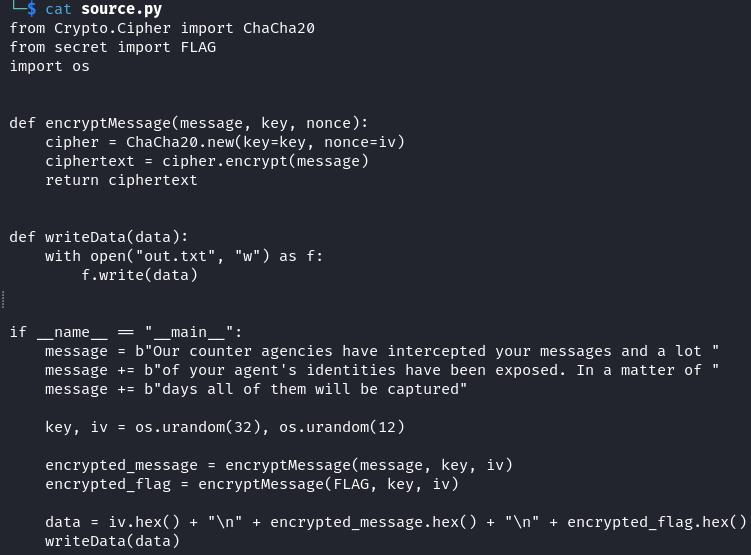 └─$ cat source.py
from Crypto.Cipher import ChaCha20
from secret import FLAG
import os
def encryptMessage(message, key, nonce):
    cipher = ChaCha20.new(key=key, nonce=iv)
    ciphertext = cipher.encrypt(message)
    return ciphertext
def writeData(data):
    with open("out.txt", "w") as f:
        f.write(data)
if __name__ == "__main__":
    message = b"Our counter agencies have intercepted your messages and a lot "
    message += b"of your agent's identities have been exposed. In a matter of "
    message += b"days all of them will be captured"
    key, iv = os.urandom(32), os.urandom(12)
    encrypted_message = encryptMessage(message, key, iv)
    encrypted_flag = encryptMessage(FLAG, key, iv)
    data = iv.hex() + "\n" + encrypted_message.hex() + "\n" + encrypted_flag.hex()
    writeData(data)